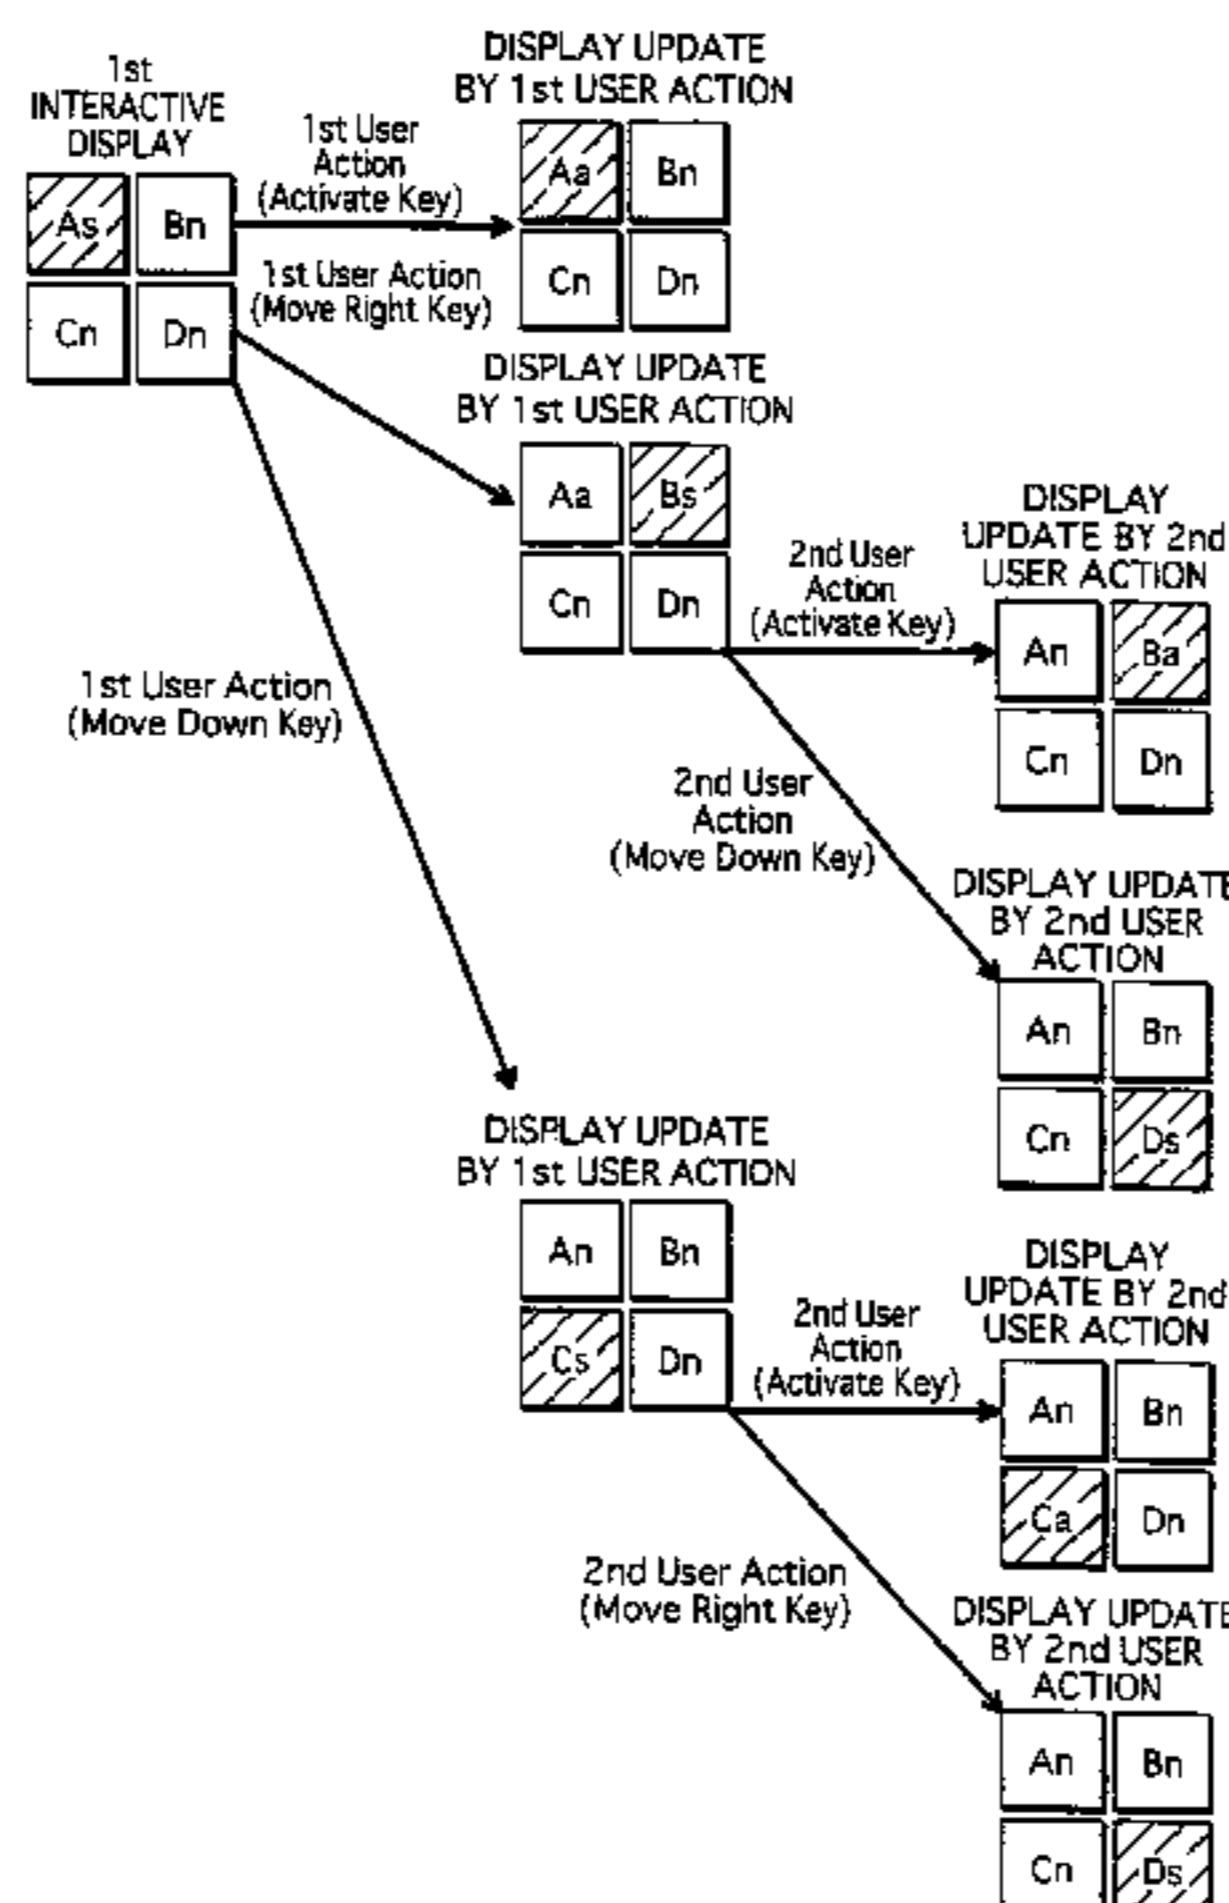 1st
INTERACTIVE
DISPLAY
As Bn
Cn Dn
1st User
Action
(Activate Key)
DISPLAY UPDATE
BY 1st USER ACTION
Aa Bn
Cn Dn
1st User Action
(Move Right Key)
DISPLAY UPDATE
BY 1st USER ACTION
Aa Bs
Cn Dn
2nd User
Action
(Activate Key)
DISPLAY
UPDATE BY 2nd
USER ACTION
An Ba
Cn Dn
2nd User
Action
(Move Down Key)
DISPLAY UPDATE
BY 2nd USER
ACTION
An Bn
Cn Ds
1st User Action
(Move Down Key)
DISPLAY UPDATE
BY 1st USER ACTION
An Bn
Cs Dn
2nd User
Action
(Activate Key)
DISPLAY
UPDATE BY 2nd
USER ACTION
An Bn
Ca Dn
2nd User Action
(Move Right Key)
DISPLAY UPDATE
BY 2nd USER
ACTION
An Bn
Cn Ds